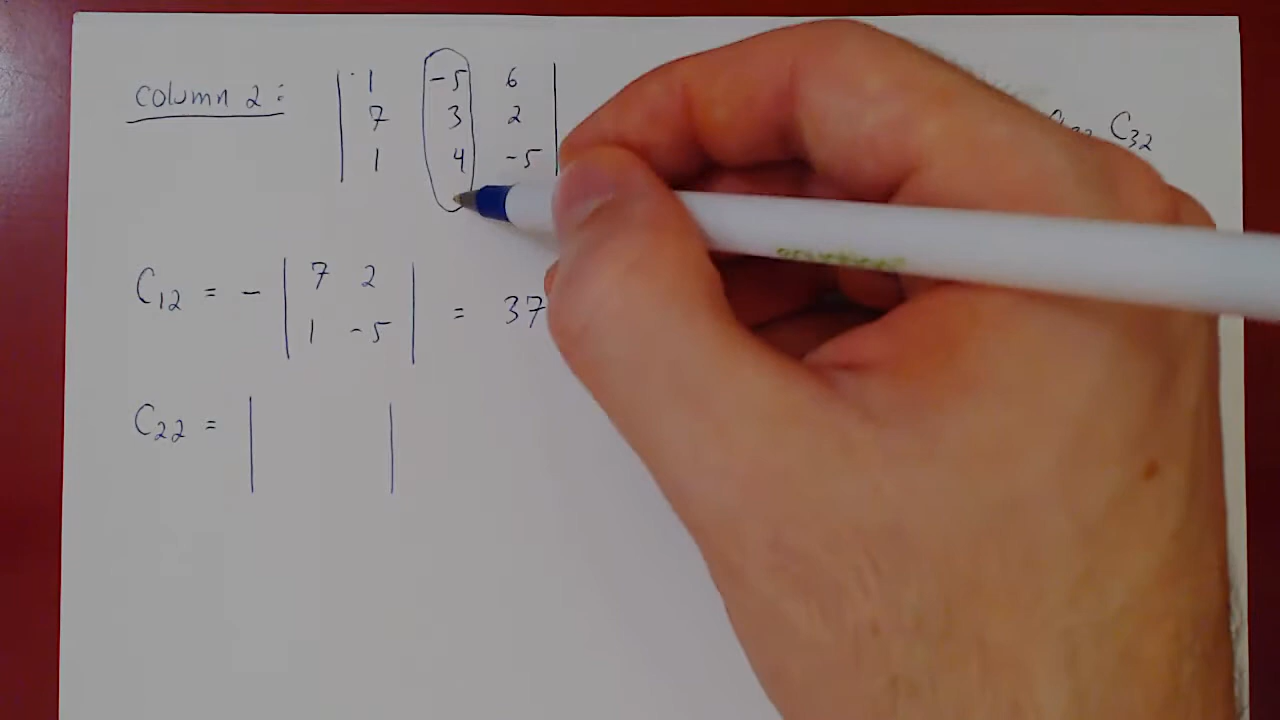 column 2: | 1 -5 6 |
| 7 3 2 |
| 1 4 -5 |
C32
C12 = - | 7 2 | = 37
| 1 -5 |
C22 = | |